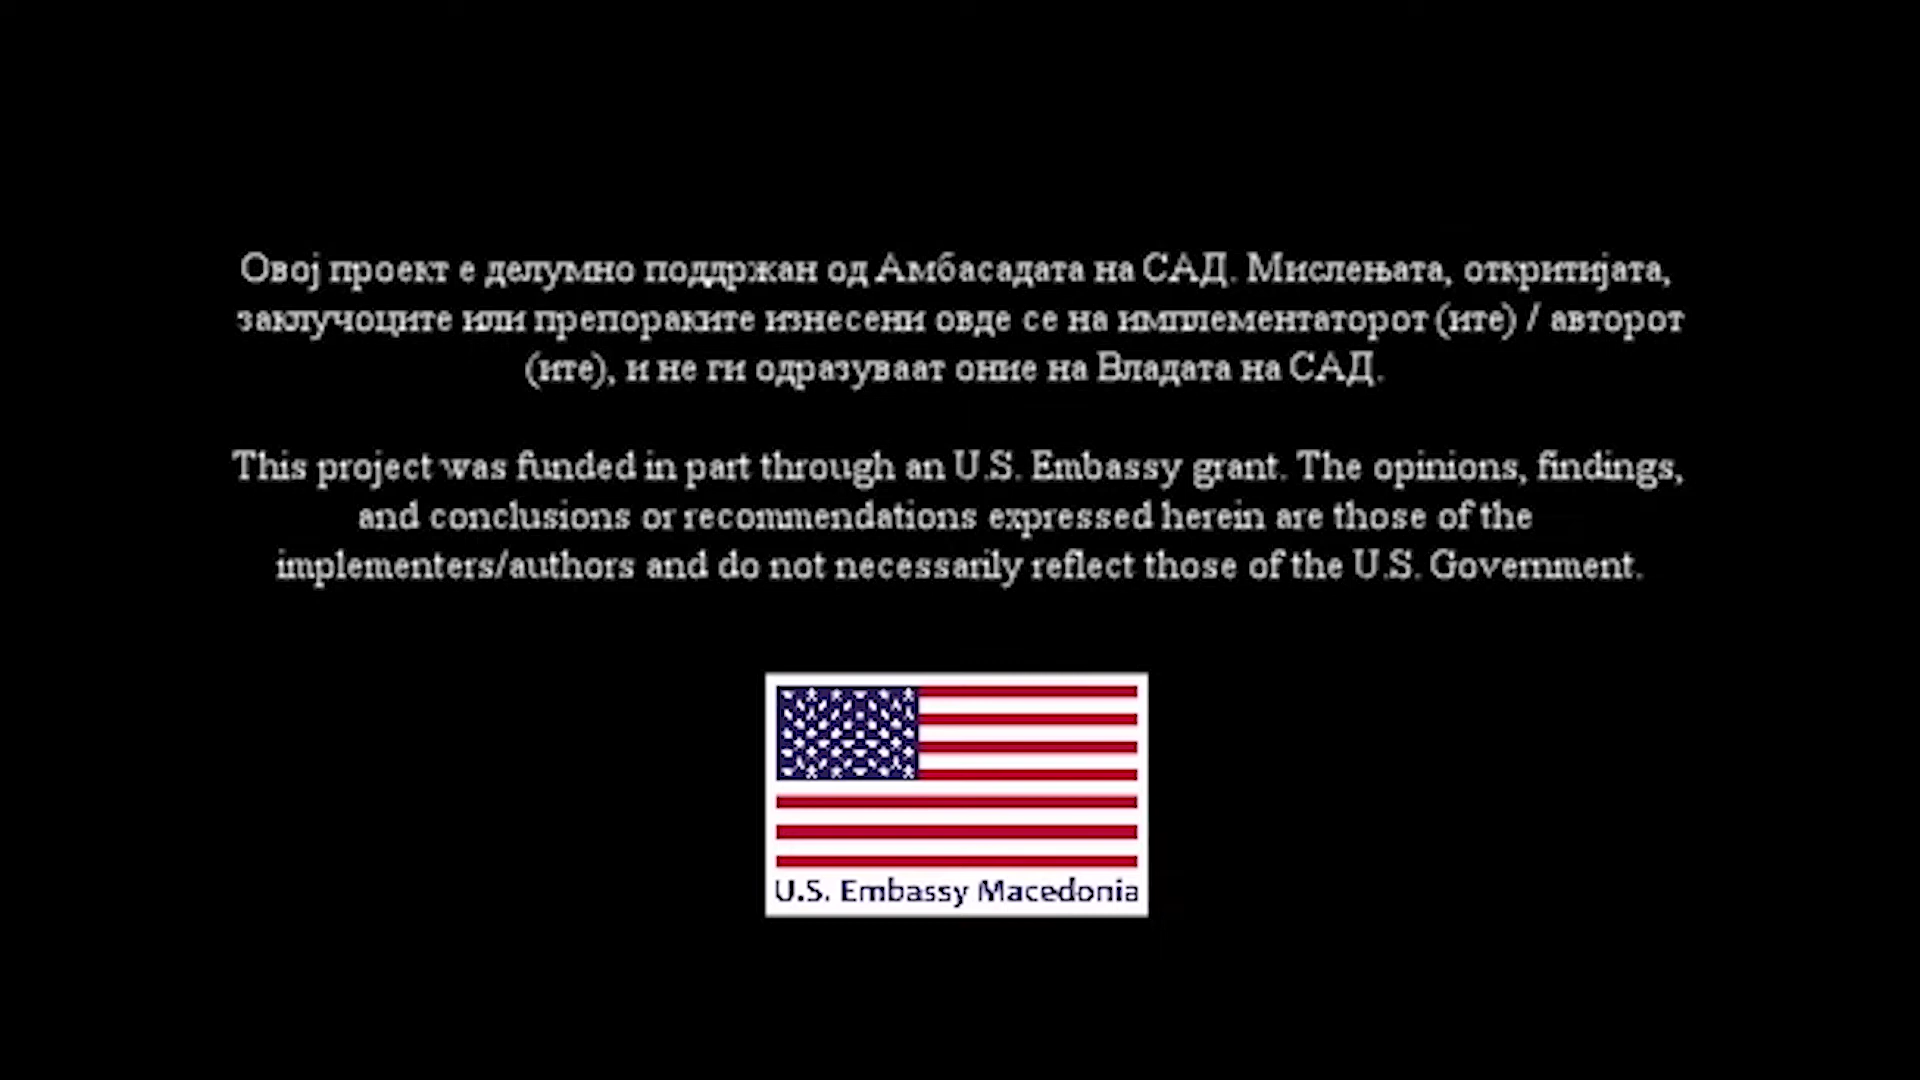 Овој проект е делумно поддржан од Амбасадата на САД. Мислењата, откритијата,
заклучоците или препораките изнесени овде се на имплементаторот (ите) / авторот
(ите), и не ги одразуваат оние на Владата на САД.
This project was funded in part through an U.S. Embassy grant. The opinions, findings,
and conclusions or recommendations expressed herein are those of the
implementers/authors and do not necessarily reflect those of the U.S. Government.
U.S. Embassy Macedonia